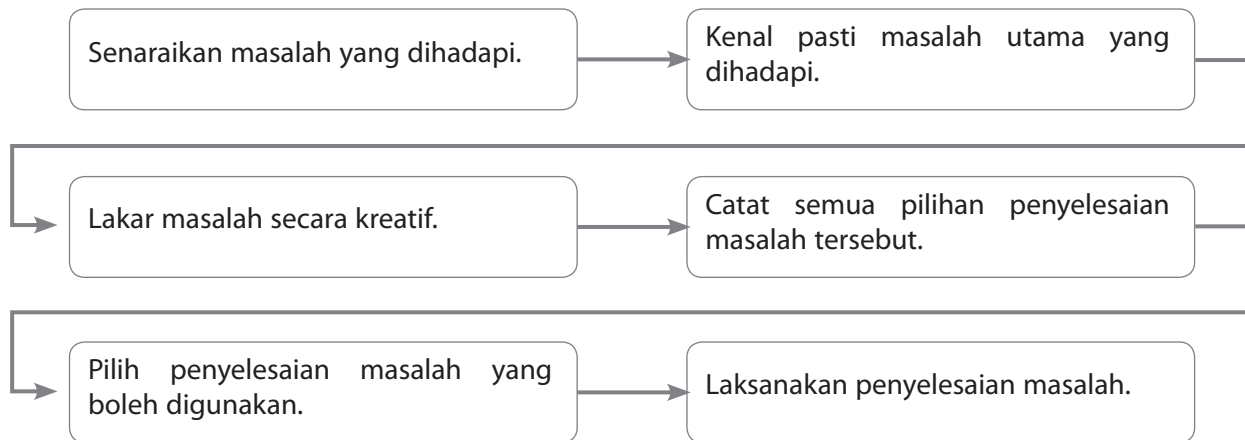 Senaraikan masalah yang dihadapi.
Kenal pasti masalah utama yang
dihadapi.
Lakar masalah secara kreatif.
Catat semua pilihan penyelesaian
masalah tersebut.
Pilih penyelesaian masalah yang
boleh digunakan.
Laksanakan penyelesaian masalah.